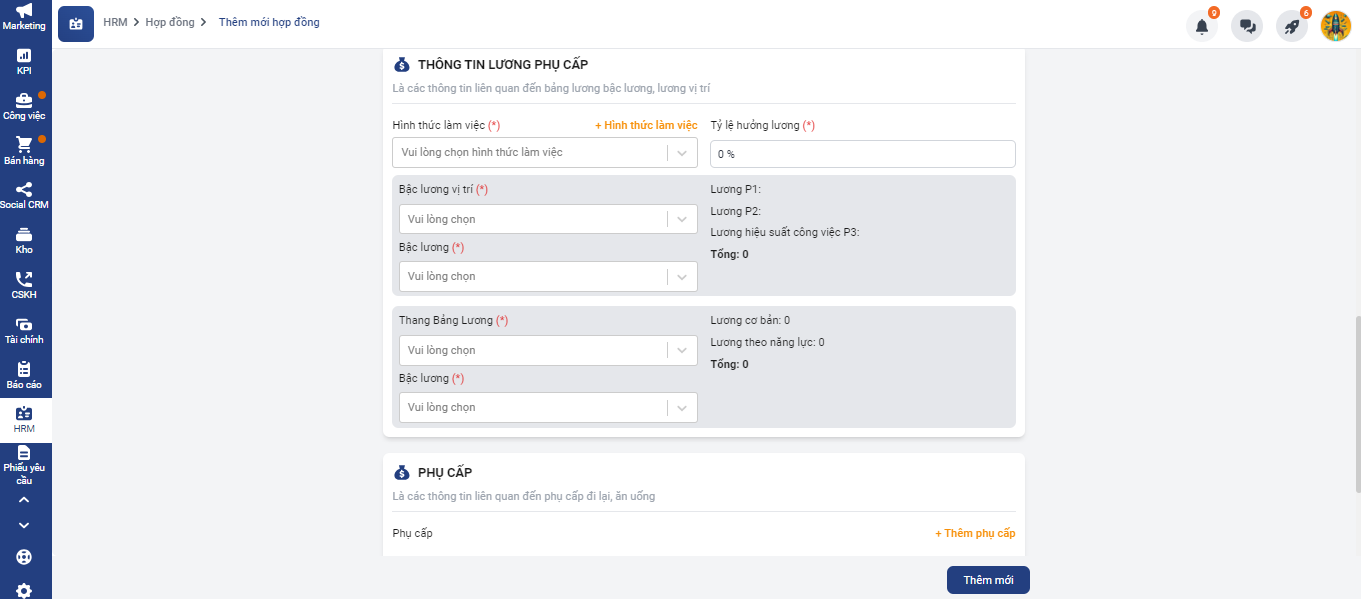 Marketing
KPI
Công việc
Bán hàng
Social CRM
Kho
CSKH
Tài chính
Báo cáo
HRM
Phiếu yêu
cầu
HRM > Hợp đồng > Thêm mới hợp đồng
9
6
THÔNG TIN LƯƠNG PHỤ CẤP
Là các thông tin liên quan đến bảng lương bậc lương, lương vị trí
Hình thức làm việc (*)
+ Hình thức làm việc
Tỷ lệ hưởng lương (*)
Vui lòng chọn hình thức làm việc
0 %
Bậc lương vị trí (*)
Vui lòng chọn
Bậc lương (*)
Vui lòng chọn
Lương P1:
Lương P2:
Lương hiệu suất công việc P3:
Tổng: 0
Thang Bảng Lương (*)
Vui lòng chọn
Bậc lương (*)
Vui lòng chọn
Lương cơ bản: 0
Lương theo năng lực: 0
Tổng: 0
PHỤ CẤP
Là các thông tin liên quan đến phụ cấp đi lại, ăn uống
Phụ cấp
+ Thêm phụ cấp
Thêm mới